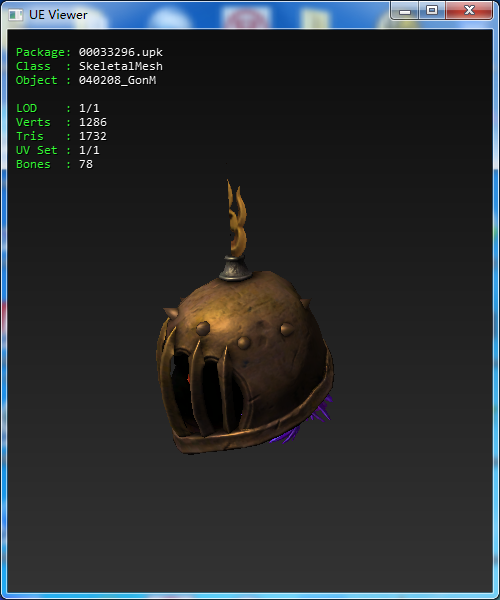 UE Viewer
Package: 00033296.upk
Class : SkeletalMesh
Object : 040208_GonM
LOD : 1/1
Verts : 1286
Tris : 1732
UV Set : 1/1
Bones : 78